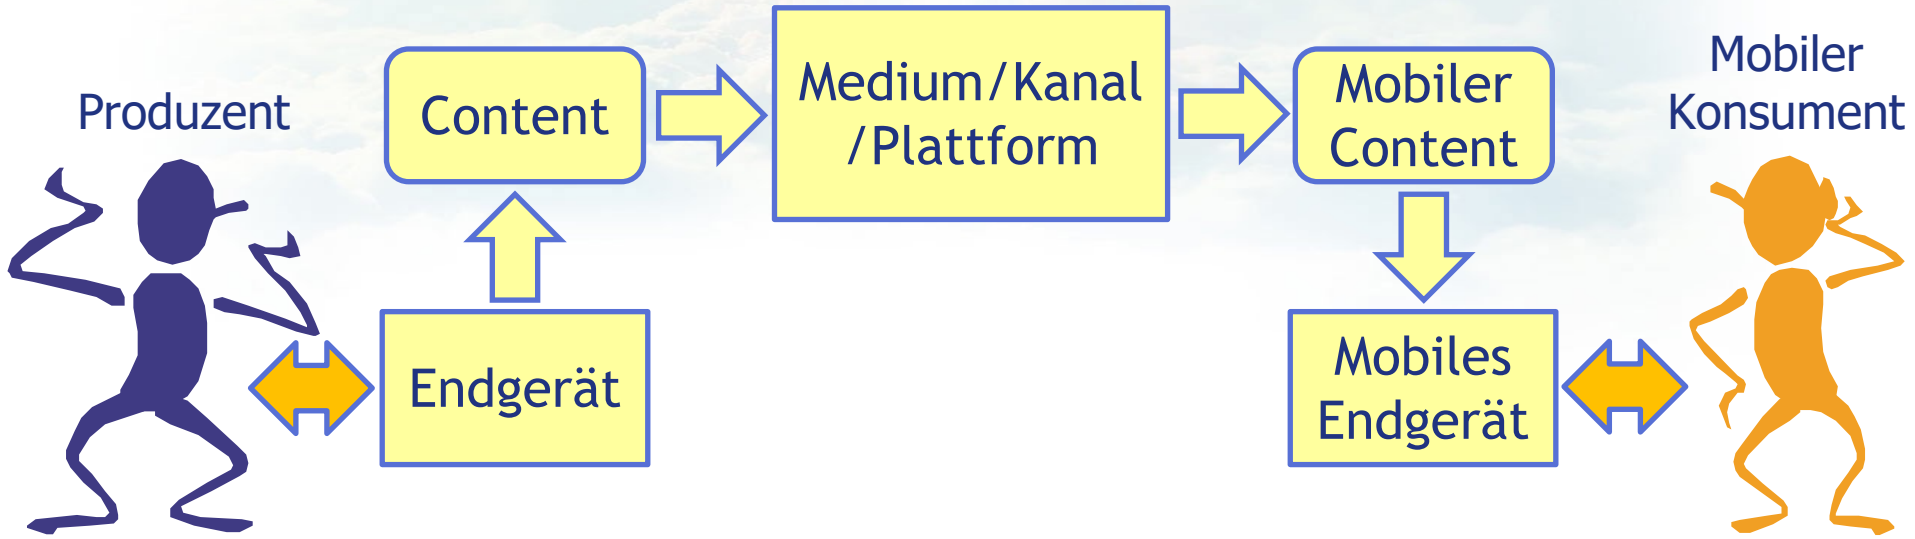 Produzent
Content
Medium/Kanal
/Plattform
Mobiler
Content
Mobiler
Konsument
Endgerät
Mobiles
Endgerät